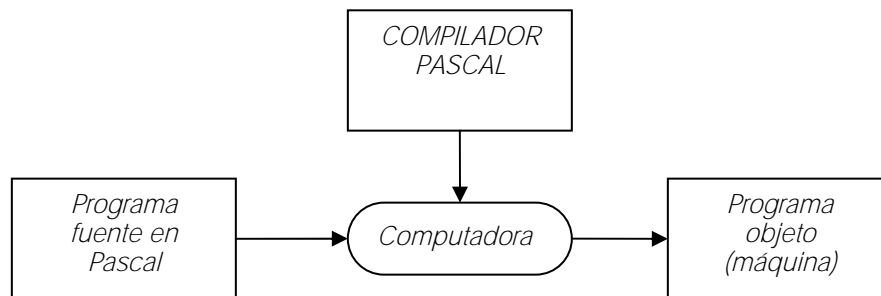 COMPILADOR
PASCAL
Programa
fuente en
Pascal
Computadora
Programa
objeto
(máquina)